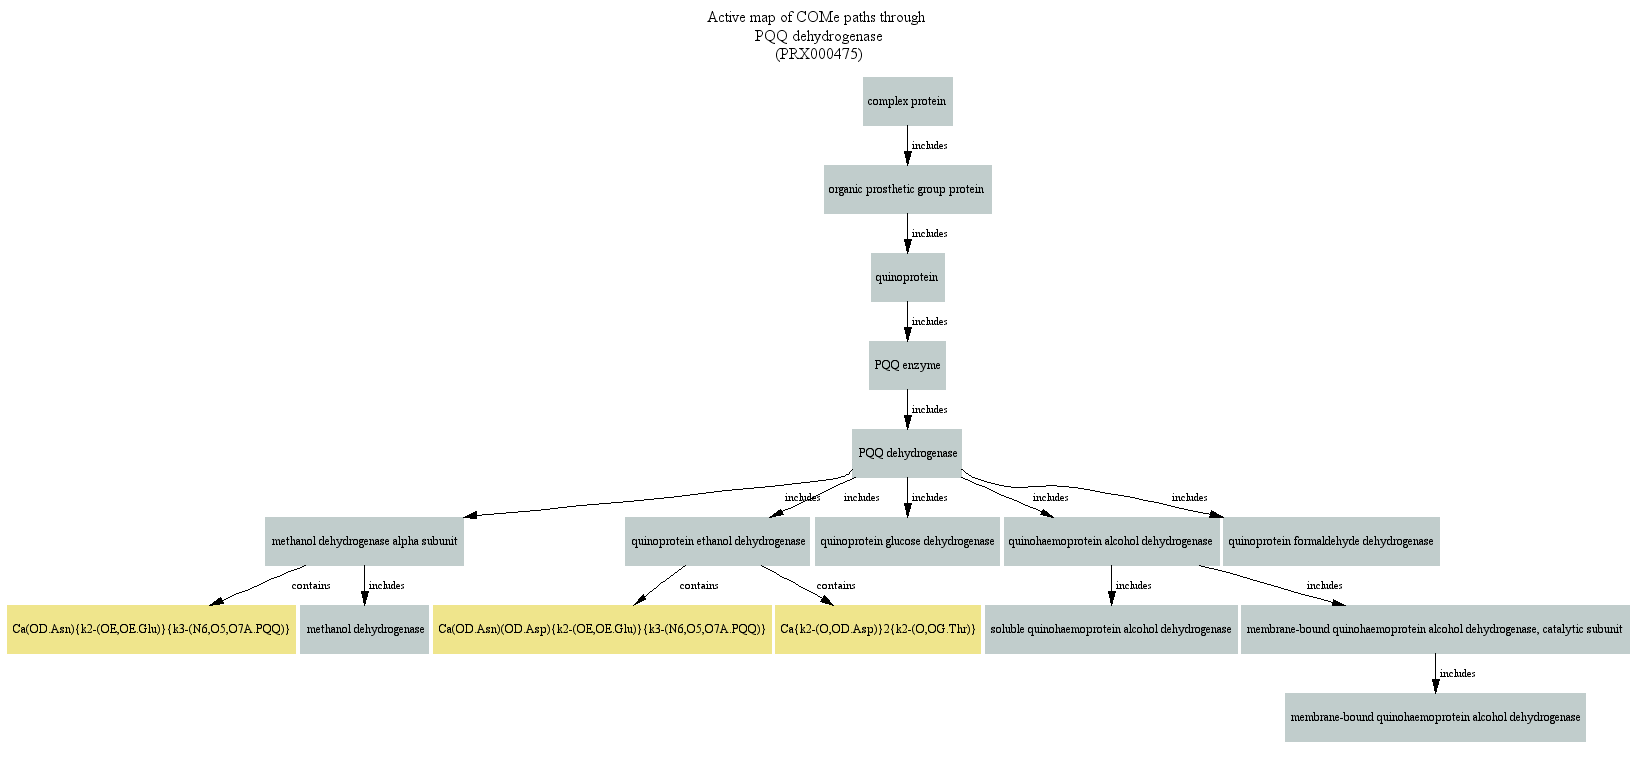 Active map of COMe paths through
PQQ dehydrogenase
(PRX000475)
complex protein
includes
organic prosthetic group protein
includes
quinoprotein
includes
PQQ enzyme
includes
PQQ dehydrogenase
includes
includes
includes
includes
includes
methanol dehydrogenase alpha subunit
quinoprotein ethanol dehydrogenase
quinoprotein glucose dehydrogenase
quinohaemoprotein alcohol dehydrogenase
quinoprotein formaldehyde dehydrogenase
contains
includes
contains
contains
includes
includes
Ca(OD.Asn){k2-(OE,OE.Glu)}{k3-(N6,O5,O7A.PQQ)}
methanol dehydrogenase
Ca(OD.Asn)(OD.Asp){k2-(OE,OE.Glu)}{k3-(N6,O5,O7A.PQQ)}
Ca{k2-(O,OD.Asp)}2{k2-(O,OG.Thr)}
soluble quinohaemoprotein alcohol dehydrogenase
membrane-bound quinohaemoprotein alcohol dehydrogenase, catalytic subunit
includes
membrane-bound quinohaemoprotein alcohol dehydrogenase